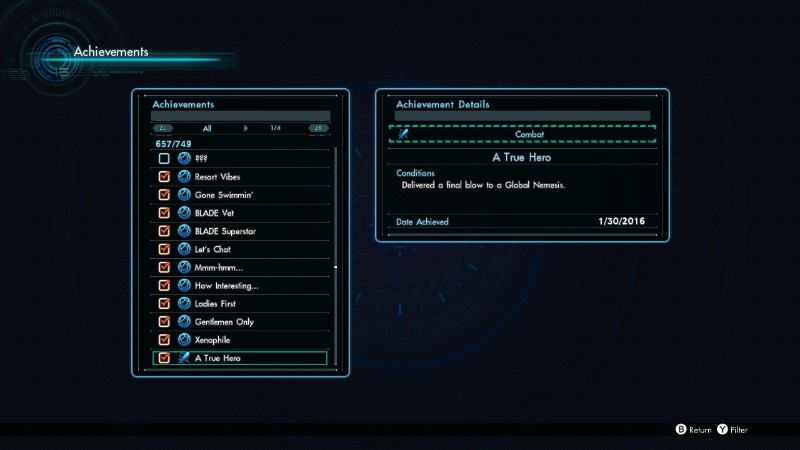 Achievements
Achievements
All
1/4
657/749
???
Resort Vibes
Gone Swimmin'
BLADE Vet
BLADE Superstar
Let's Chat
Mmm-hmm...
How Interesting...
Ladies First
Gentlemen Only
Xenophile
A True Hero
Achievement Details
Combat
A True Hero
Conditions
Delivered a final blow to a Global Nemesis.
Date Achieved 1/30/2016
B Return Y Filter